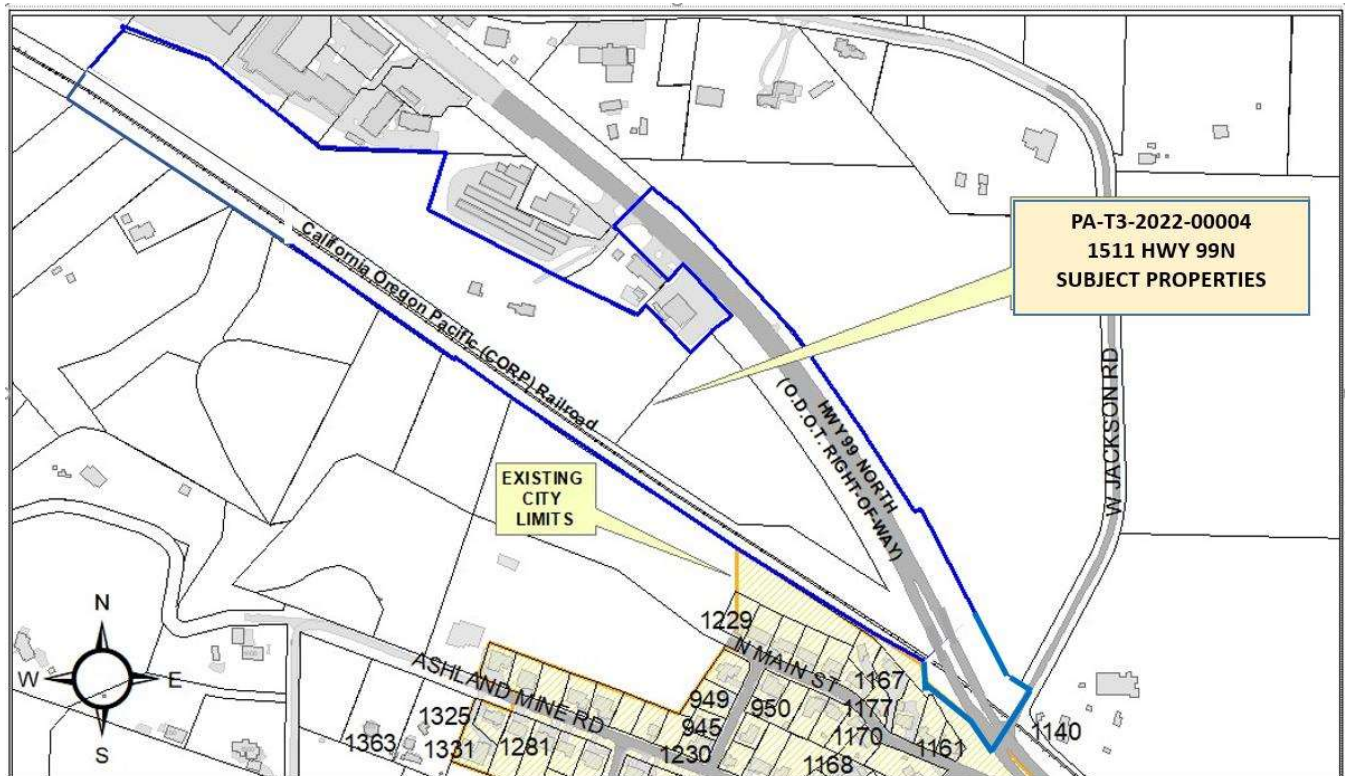 PA-T3-2022-00004
1511 HWY 99N
SUBJECT PROPERTIES
California Oregon Pacific (CORP) Railroad
HWY 99 NORTH
(O.D.O.T. RIGHT-OF-WAY)
W JACKSON RD
EXISTING
CITY
LIMITS
N
W
E
S
1229
N MAIN ST
ASHLAND MINE RD
1167
949
950
1177
1325
945
1140
1363
1331
1281
1230
1170
1161
1168